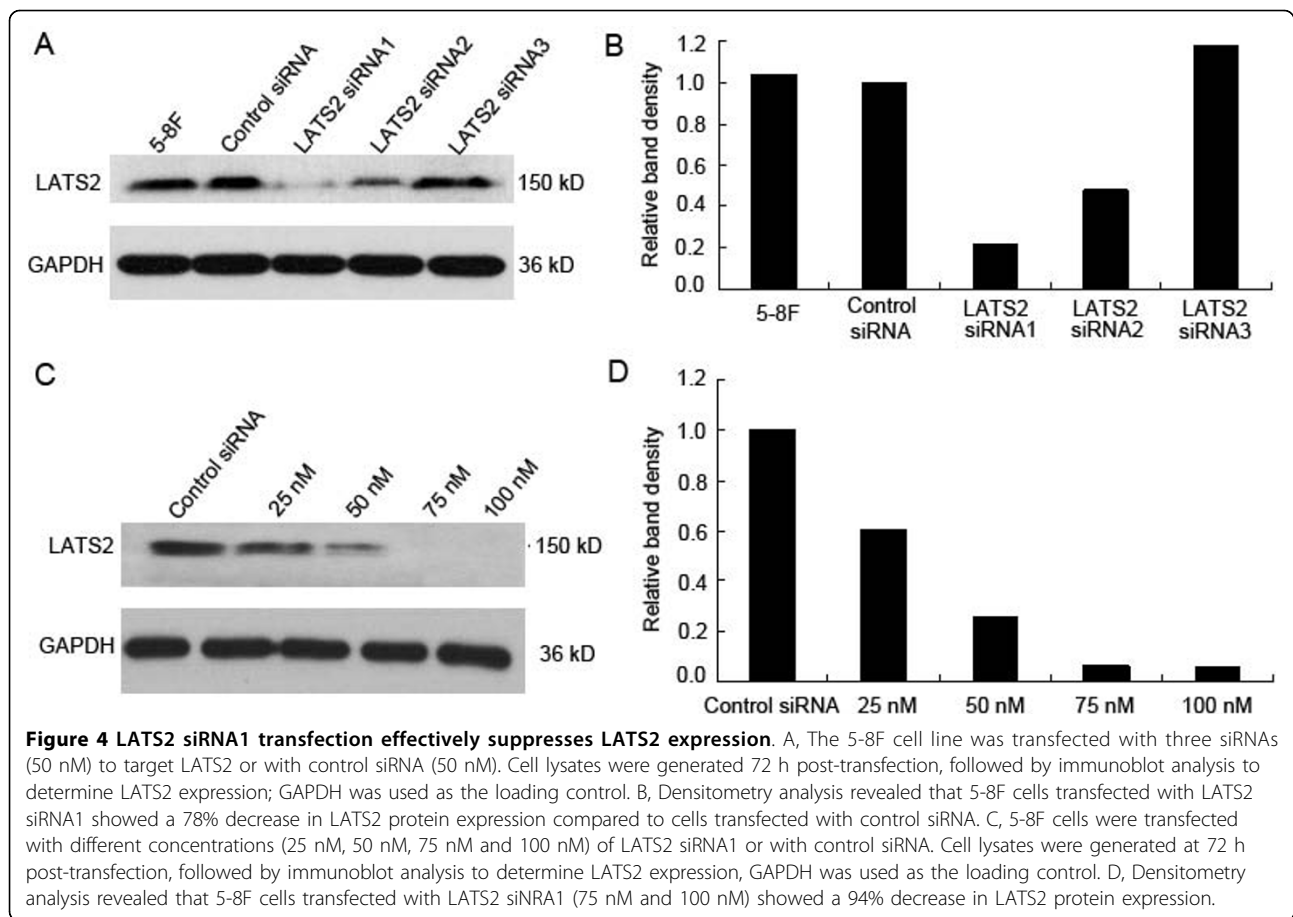 A
5-8F
Control siRNA
LATS2 siRNA1
LATS2 siRNA2
LATS2 siRNA3
LATS2
150 kD
GAPDH
36 kD
B
Relative band density
1.2
1.0
0.8
0.6
0.4
0.2
0.0
5-8F
Control
siRNA
LATS2
siRNA1
LATS2
siRNA2
LATS2
siRNA3
C
Control siRNA
25 nM
50 nM
75 nM
100 nM
LATS2
150 kD
GAPDH
36 kD
D
Relative band density
1.2
1.0
0.8
0.6
0.4
0.2
0.0
Control siRNA
25 nM
50 nM
75 nM
100 nM
Figure 4 LATS2 siRNA1 transfection effectively suppresses LATS2 expression. A, The 5-8F cell line was transfected with three siRNAs
(50 nM) to target LATS2 or with control siRNA (50 nM). Cell lysates were generated 72 h post-transfection, followed by immunoblot analysis to
determine LATS2 expression; GAPDH was used as the loading control. B, Densitometry analysis revealed that 5-8F cells transfected with LATS2
siRNA1 showed a 78% decrease in LATS2 protein expression compared to cells transfected with control siRNA. C, 5-8F cells were transfected
with different concentrations (25 nM, 50 nM, 75 nM and 100 nM) of LATS2 siRNA1 or with control siRNA. Cell lysates were generated at 72 h
post-transfection, followed by immunoblot analysis to determine LATS2 expression, GAPDH was used as the loading control. D, Densitometry
analysis revealed that 5-8F cells transfected with LATS2 siNRA1 (75 nM and 100 nM) showed a 94% decrease in LATS2 protein expression.